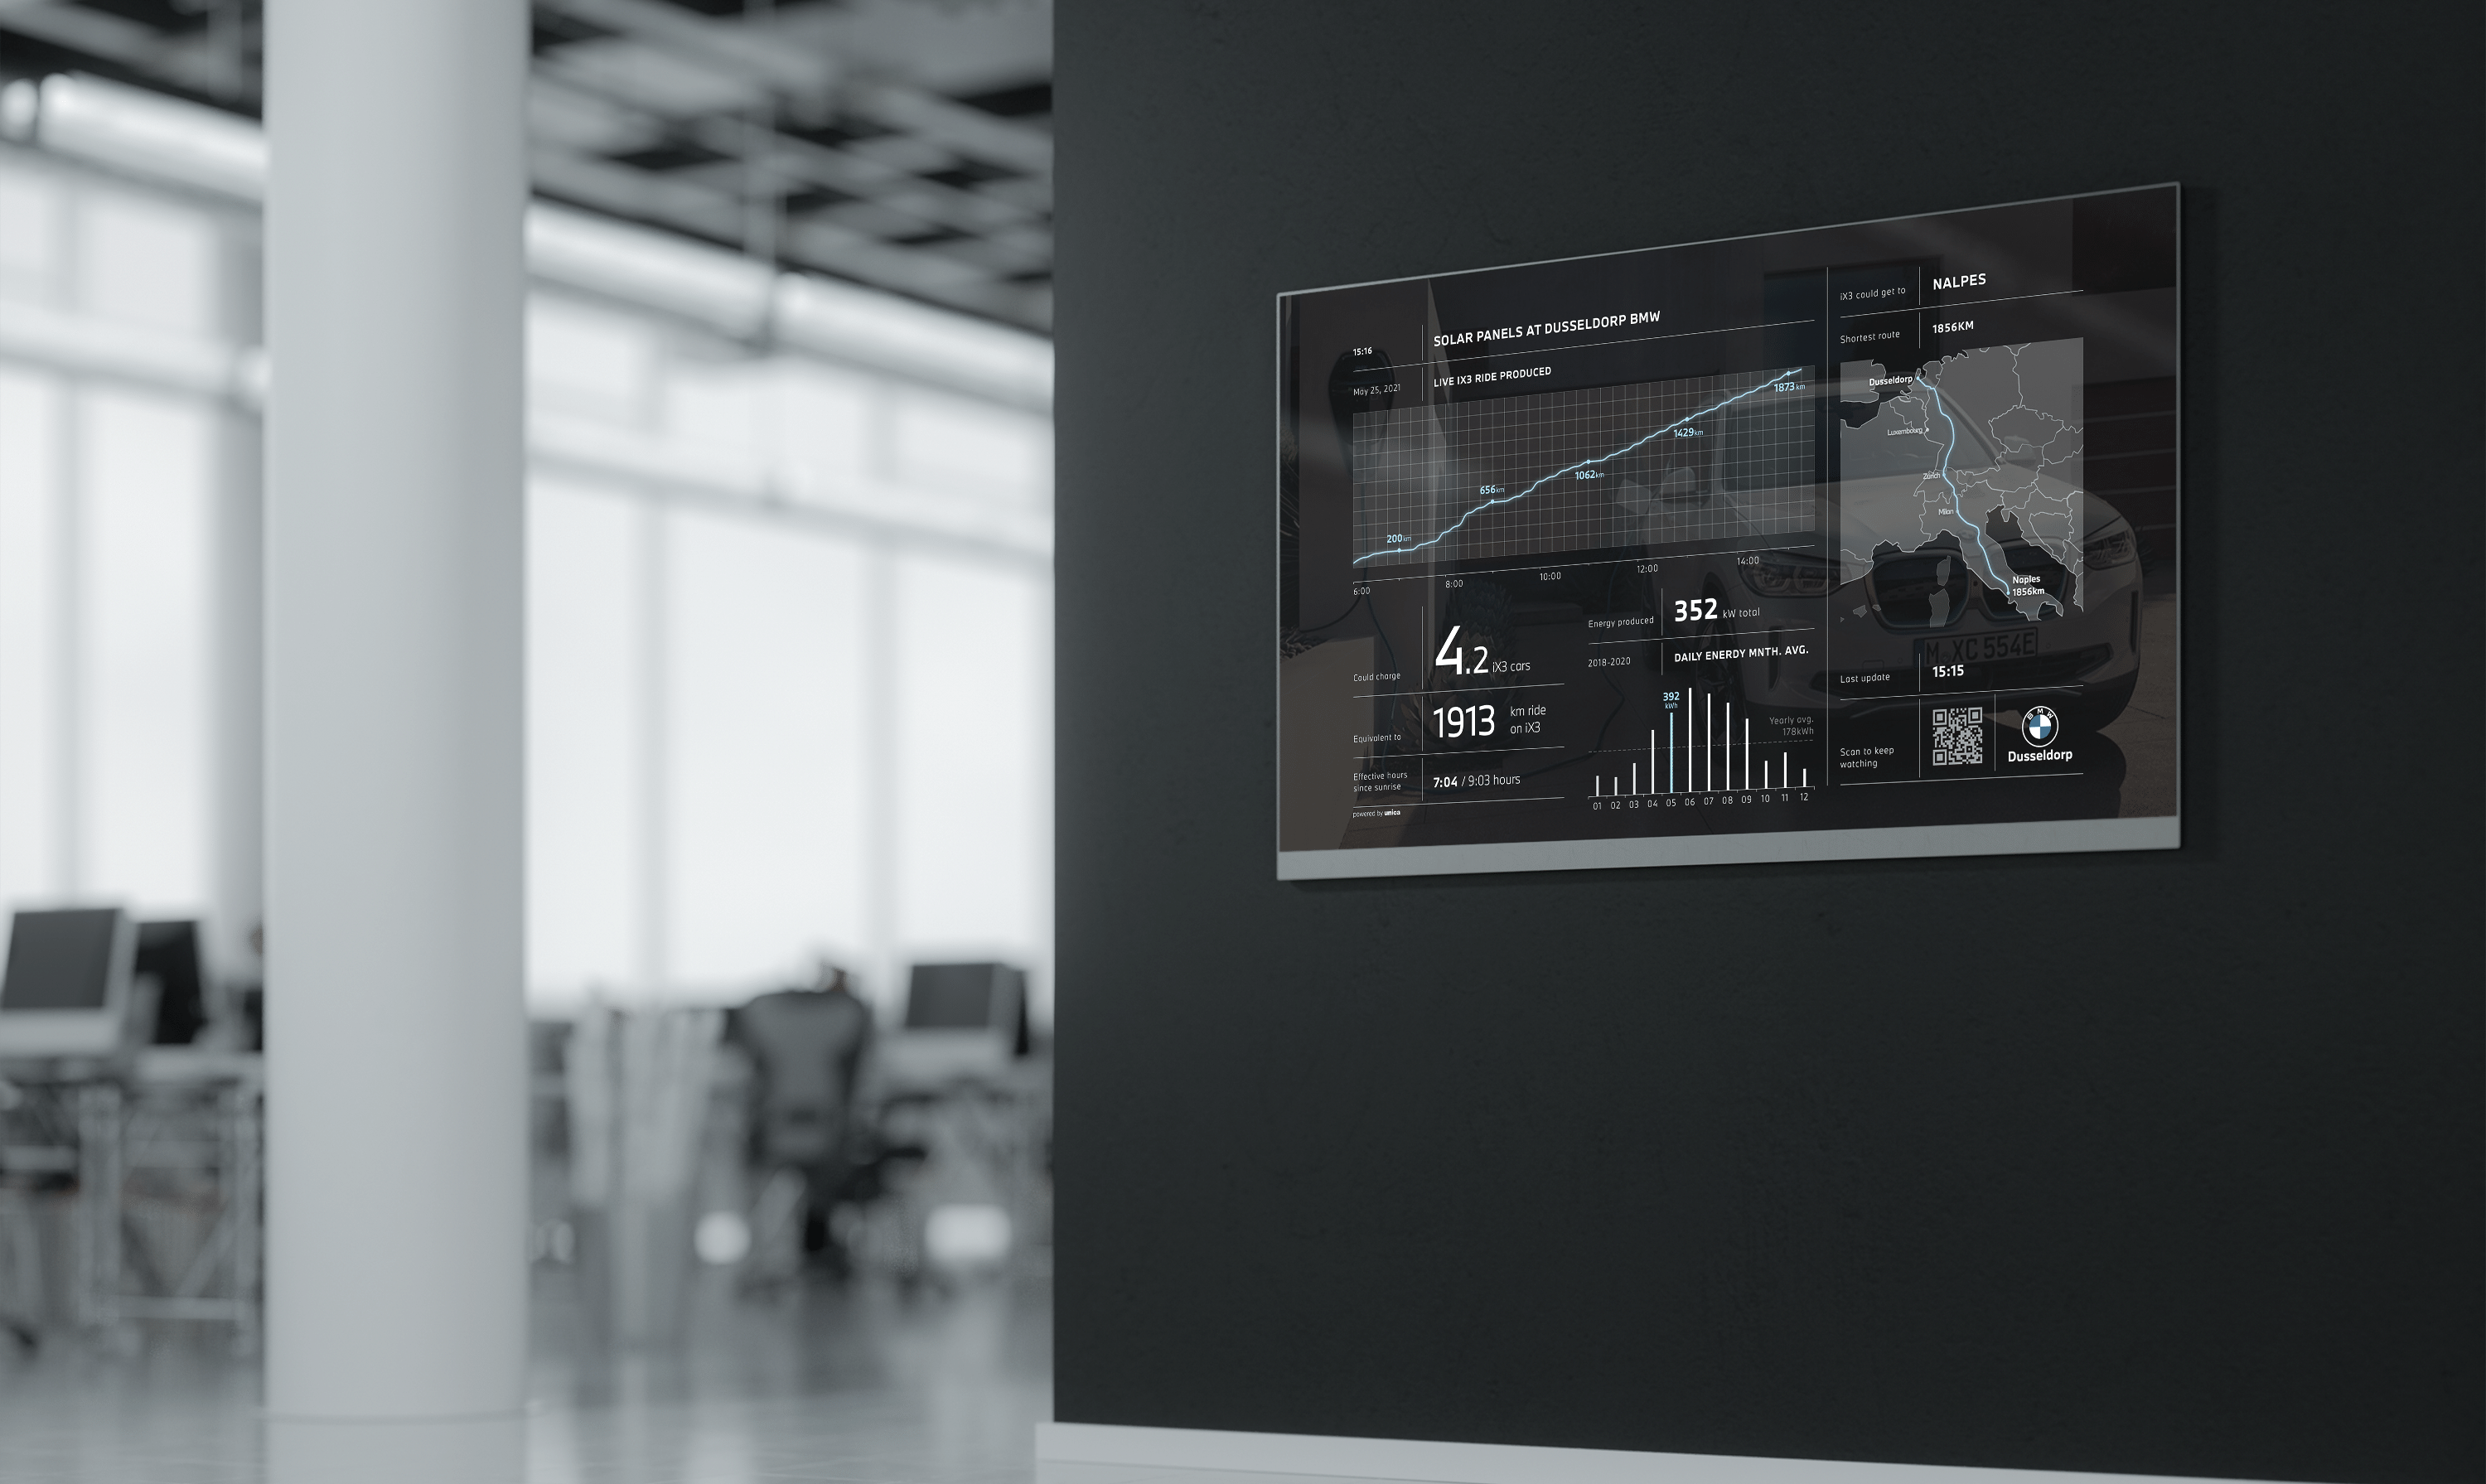 15:16
SOLAR PANELS AT DUSSELDORP BMW
May 25, 2021
LIVE IX3 RIDE PRODUCED
200km
656km
1062km
1429km
1873km
6:00
8:00
10:00
12:00
14:00
Could charge
4.2 iX3 cars
Equivalent to
1913 km ride
on iX3
Effective hours
since sunrise
7:04 / 9:03 hours
powered by unica
Energy produced
352 kW total
2018-2020
DAILY ENERDY MNTH. AVG.
392
kWh
Yearly avg.
178kWh
01 02 03 04 05 06 07 08 09 10 11 12
iX3 could get to
NALPES
Shortest route
1856KM
Dusseldorp
Luxembourg
Zürich
Milan
Naples
1856km
M XC 554E
Last update
15:15
Scan to keep
watching
BMW
Dusseldorp